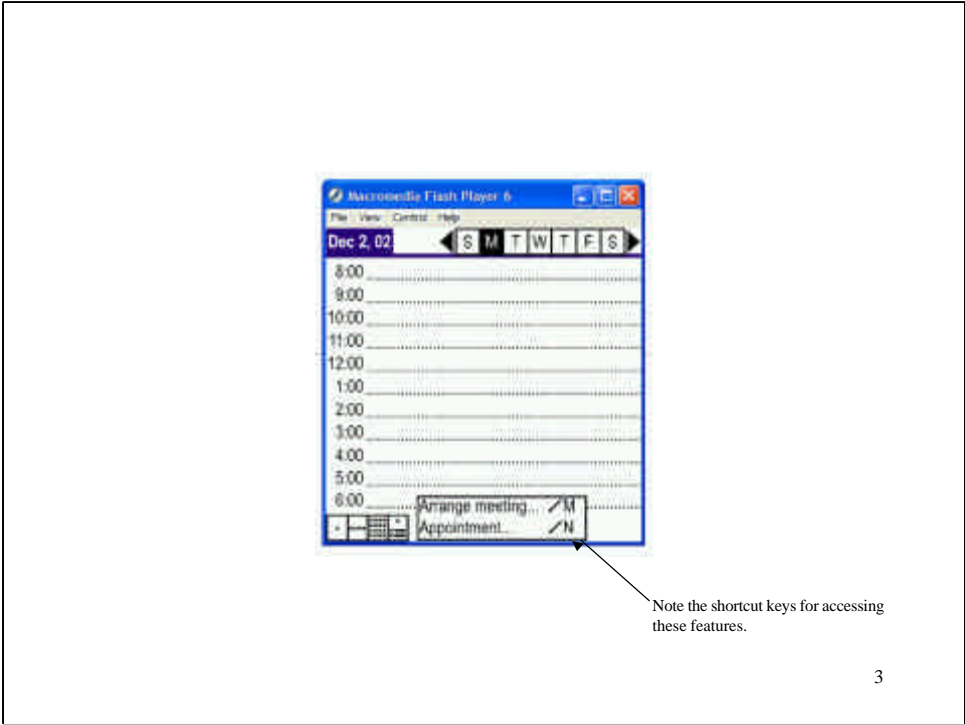 Macromedia Flash Player 6
File View Control Help
Dec 2, 02 S M T W T F S
8:00
9:00
10:00
11:00
12:00
1:00
2:00
3:00
4:00
5:00
6:00
Arrange meeting... /M
Appointment... /N
Note the shortcut keys for accessing
these features.
3